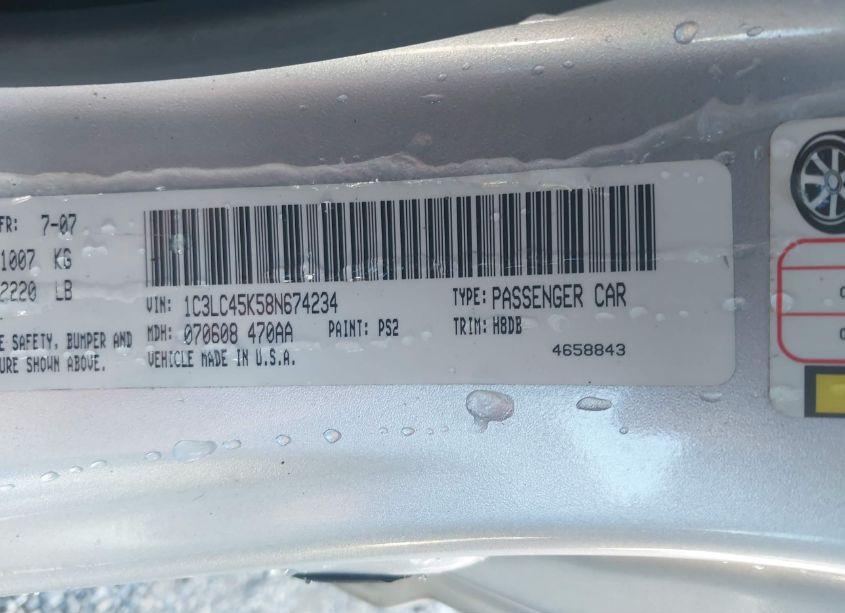 FR: 7-07
1007 KG
2220 LB
VIN: 1C3LC45K58N674234 TYPE: PASSENGER CAR
MDH: 070608 470AA PAINT: PS2 TRIM: H8DB
E SAFETY, BUMPER AND
VEHICLE MADE IN U.S.A. 4658843
URE SHOWN ABOVE.